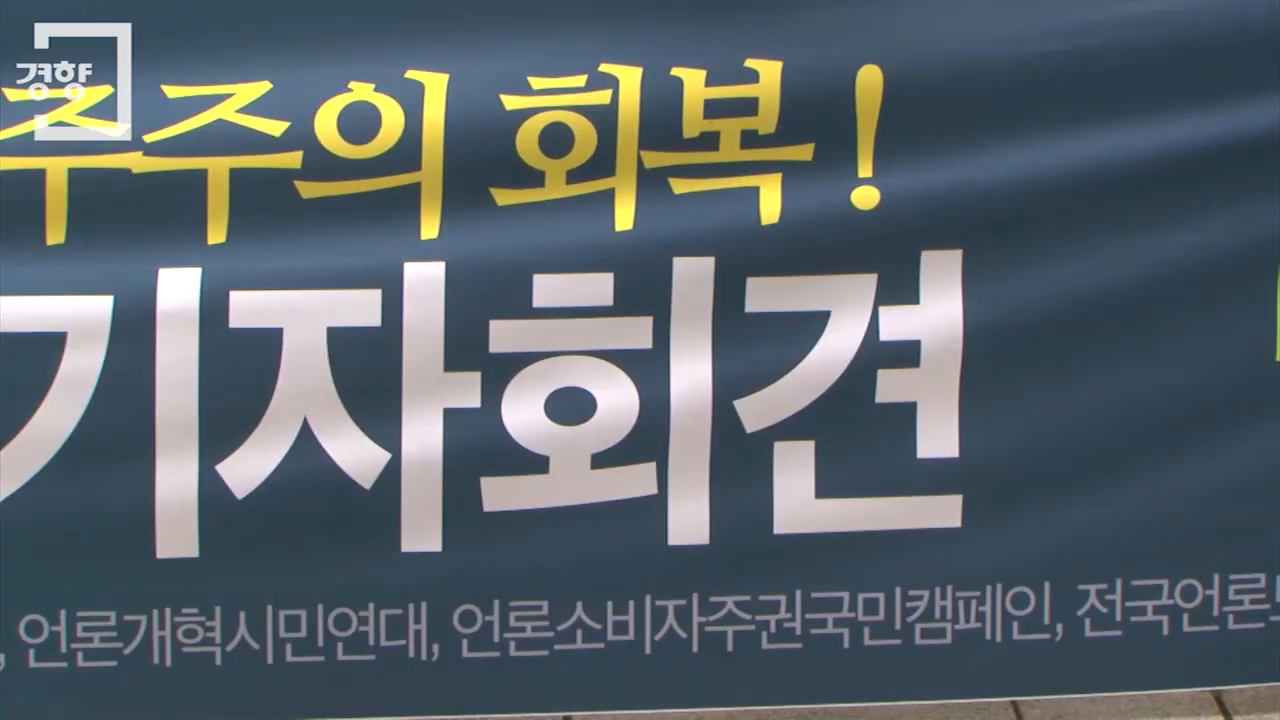 경향
주주의 회복!
기자회견
, 언론개혁시민연대, 언론소비자주권국민캠페인, 전국언론